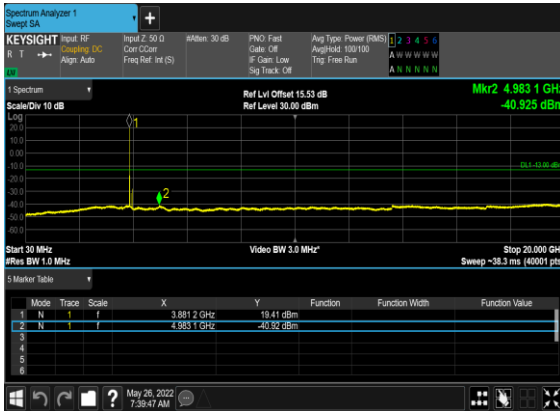 Spectrum Analyzer 1
Swept SA
+
KEYSIGHT Input: RF Input Z: 50 Ω #Atten: 30 dB PNO: Fast Avg Type: Power (RMS) 1 2 3 4 5 6
R T Coupling: DC Corr CCorr Gate: Off Avg|Hold: 100/100 A W W W W W
Align: Auto Freq Ref: Int (S) IF Gain: Low Trig: Free Run
Sig Track: Off A N N N N N
1 Spectrum Ref Lvl Offset 15.53 dB Mkr2 4.983 1 GHz
Scale/Div 10 dB Ref Level 30.00 dBm -40.925 dBm
Log
20.0
10.0
0.00
-10.0
-20.0
-30.0
-40.0
-50.0
-60.0
1
2
DL1 -13.00 dBm
Start 30 MHz Video BW 3.0 MHz* Stop 20.000 GHz
#Res BW 1.0 MHz Sweep ~38.3 ms (40001 pts)
5 Marker Table
Mode Trace Scale X Y Function Function Width Function Value
1 N 1 f 3.881 2 GHz 19.41 dBm
2 N 1 f 4.983 1 GHz -40.92 dBm
3
4
5
6
? May 26, 2022
7:39:47 AM